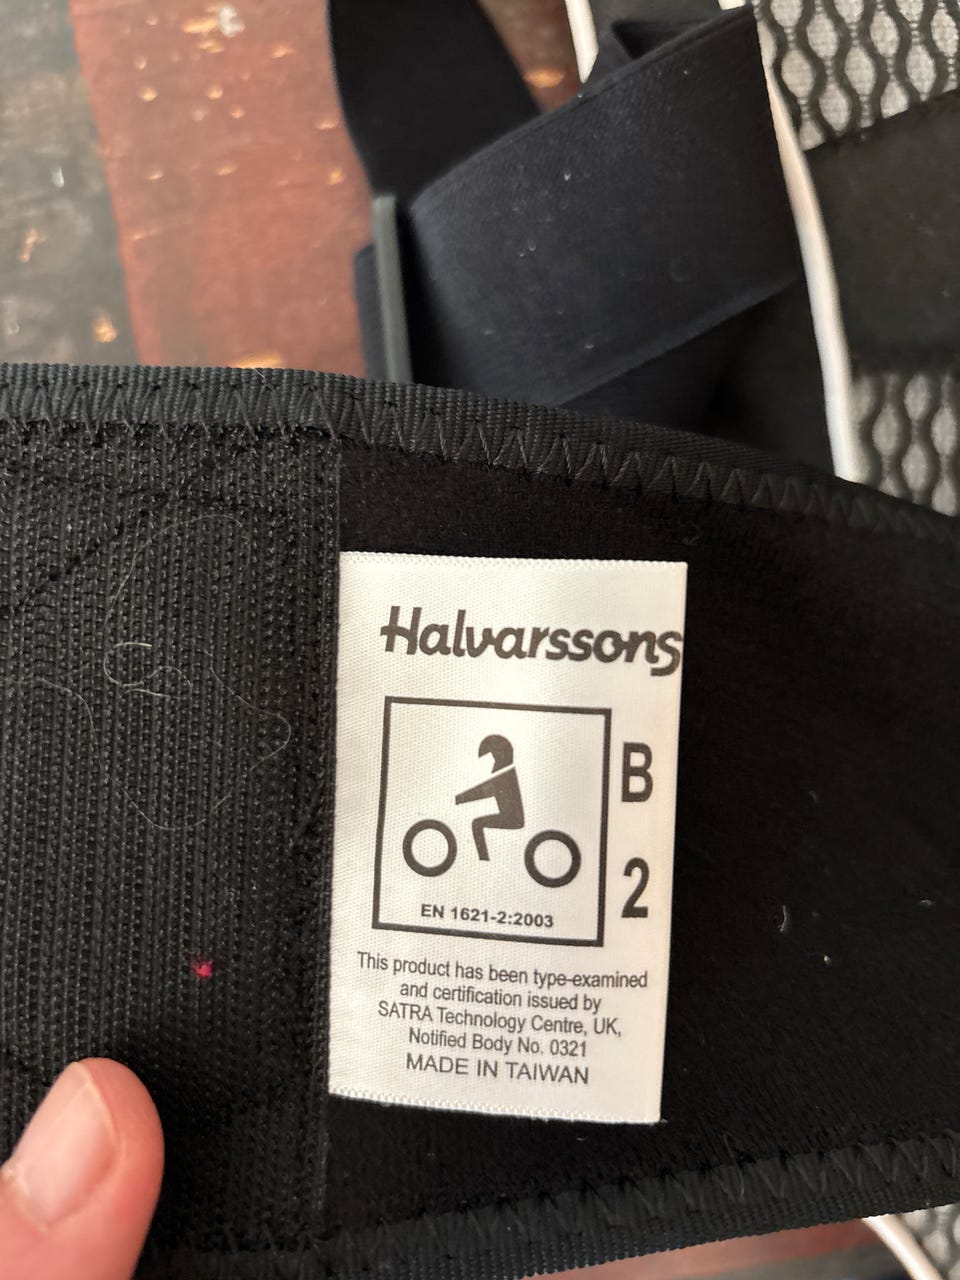 Halvarssons
B
2
EN 1621-2:2003
This product has been type-examined
and certification issued by
SATRA Technology Centre, UK,
Notified Body No. 0321
MADE IN TAIWAN